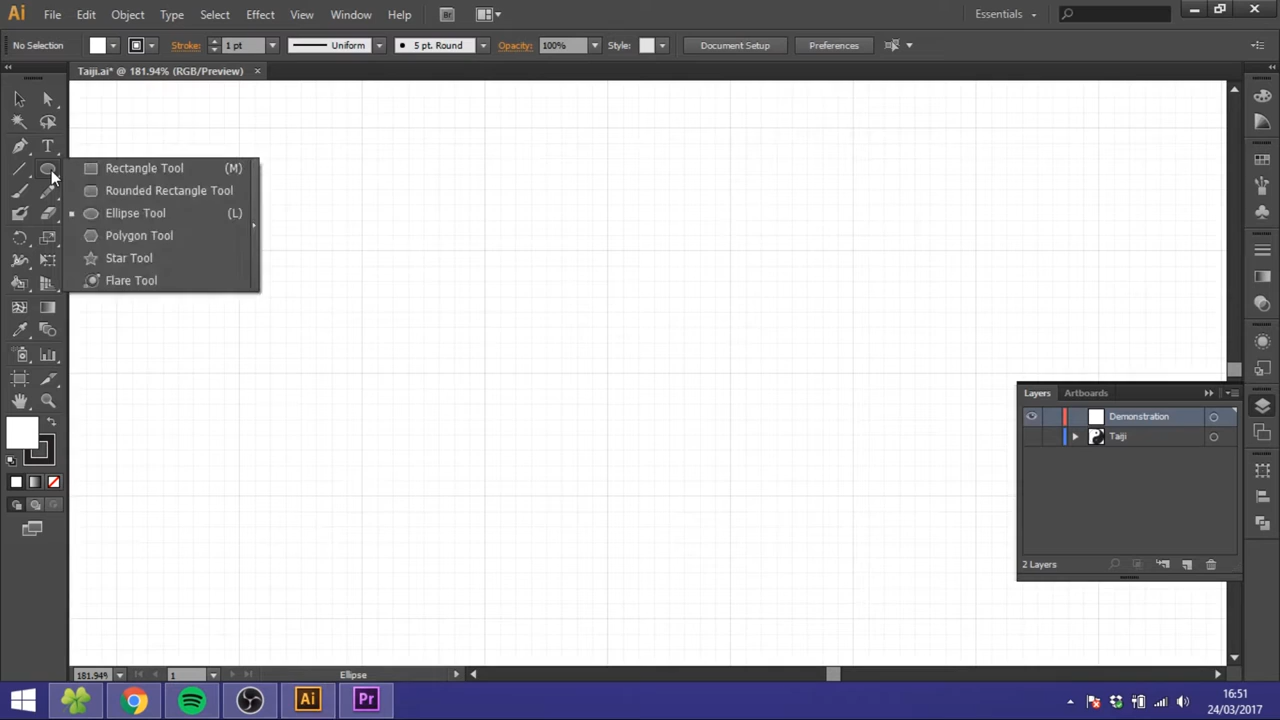 Ai File Edit Object Type Select Effect View Window Help Br Essentials
No Selection Stroke: 1 pt Uniform 5 pt. Round Opacity: 100% Style: Document Setup Preferences
Taiji.ai* @ 181.94% (RGB/Preview)
T
Rectangle Tool (M)
Rounded Rectangle Tool
Ellipse Tool (L)
Polygon Tool
Star Tool
Flare Tool
Layers Artboards
Demonstration
Taiji
2 Layers
181.94% 1 Ellipse
Ai Pr
16:51
24/03/2017